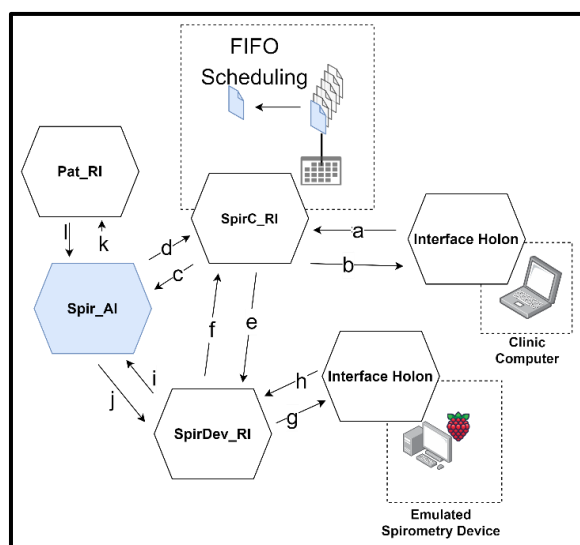 FIFO
Scheduling
Pat_RI
SpirC_RI
a
Interface Holon
l
k
d
b
c
Spir_AI
Clinic
Computer
f
e
i
h
Interface Holon
j
SpirDev_RI
g
Emulated
Spirometry Device